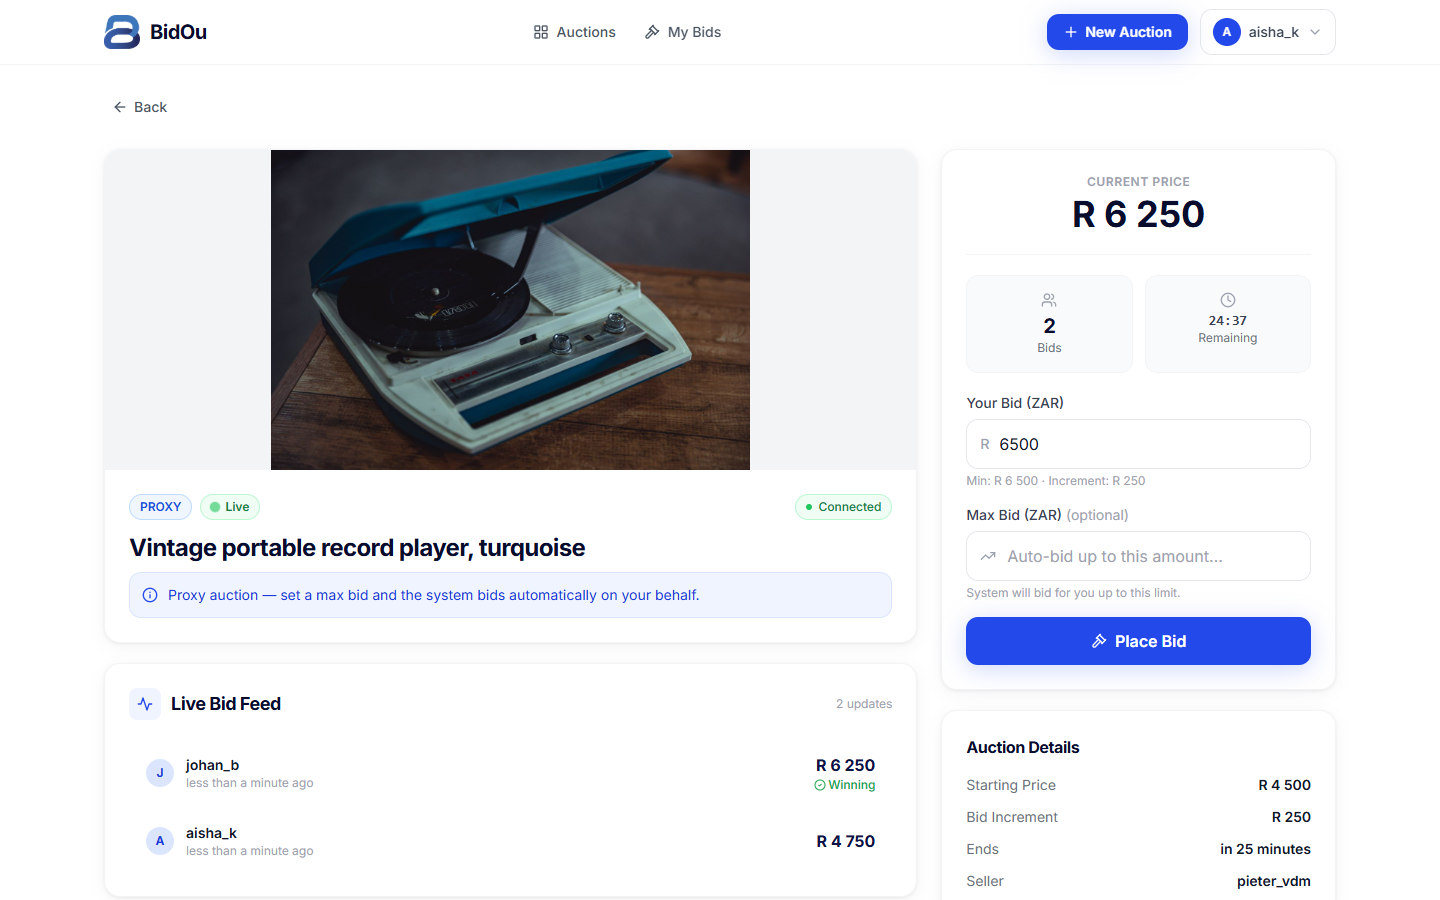 BidOu
Auctions
My Bids
New Auction
A
aisha_k
Back
PROXY
Live
Connected
Vintage portable record player, turquoise
Proxy auction — set a max bid and the system bids automatically on your behalf.
Live Bid Feed
2 updates
J
johan_b
less than a minute ago
R 6 250
Winning
A
aisha_k
less than a minute ago
R 4 750
CURRENT PRICE
R 6 250
2
Bids
24:37
Remaining
Your Bid (ZAR)
R 6500
Min: R 6 500 · Increment: R 250
Max Bid (ZAR) (optional)
Auto-bid up to this amount...
System will bid for you up to this limit.
Place Bid
Auction Details
Starting Price R 4 500
Bid Increment R 250
Ends in 25 minutes
Seller pieter_vdm